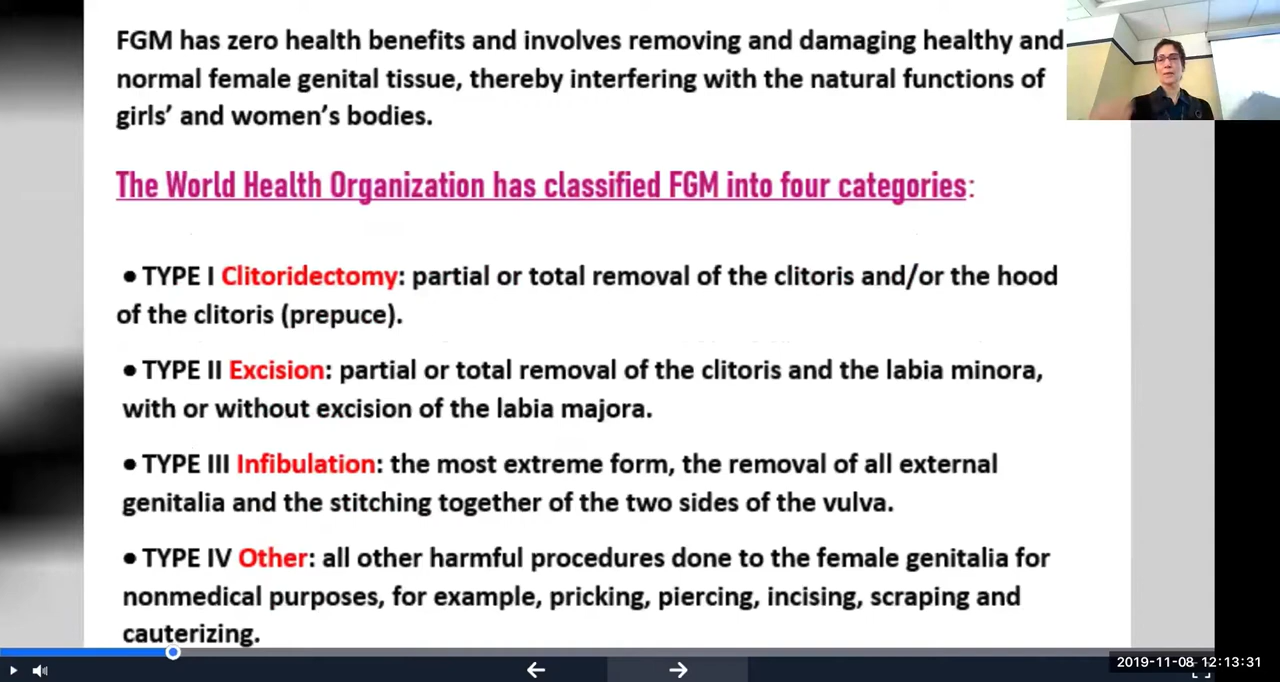 FGM has zero health benefits and involves removing and damaging healthy and
normal female genital tissue, thereby interfering with the natural functions of
girls’ and women’s bodies.
The World Health Organization has classified FGM into four categories:
● TYPE I Clitoridectomy: partial or total removal of the clitoris and/or the hood
of the clitoris (prepuce).
● TYPE II Excision: partial or total removal of the clitoris and the labia minora,
with or without excision of the labia majora.
● TYPE III Infibulation: the most extreme form, the removal of all external
genitalia and the stitching together of the two sides of the vulva.
● TYPE IV Other: all other harmful procedures done to the female genitalia for
nonmedical purposes, for example, pricking, piercing, incising, scraping and
cauterizing.
2019-11-08 12:13:31